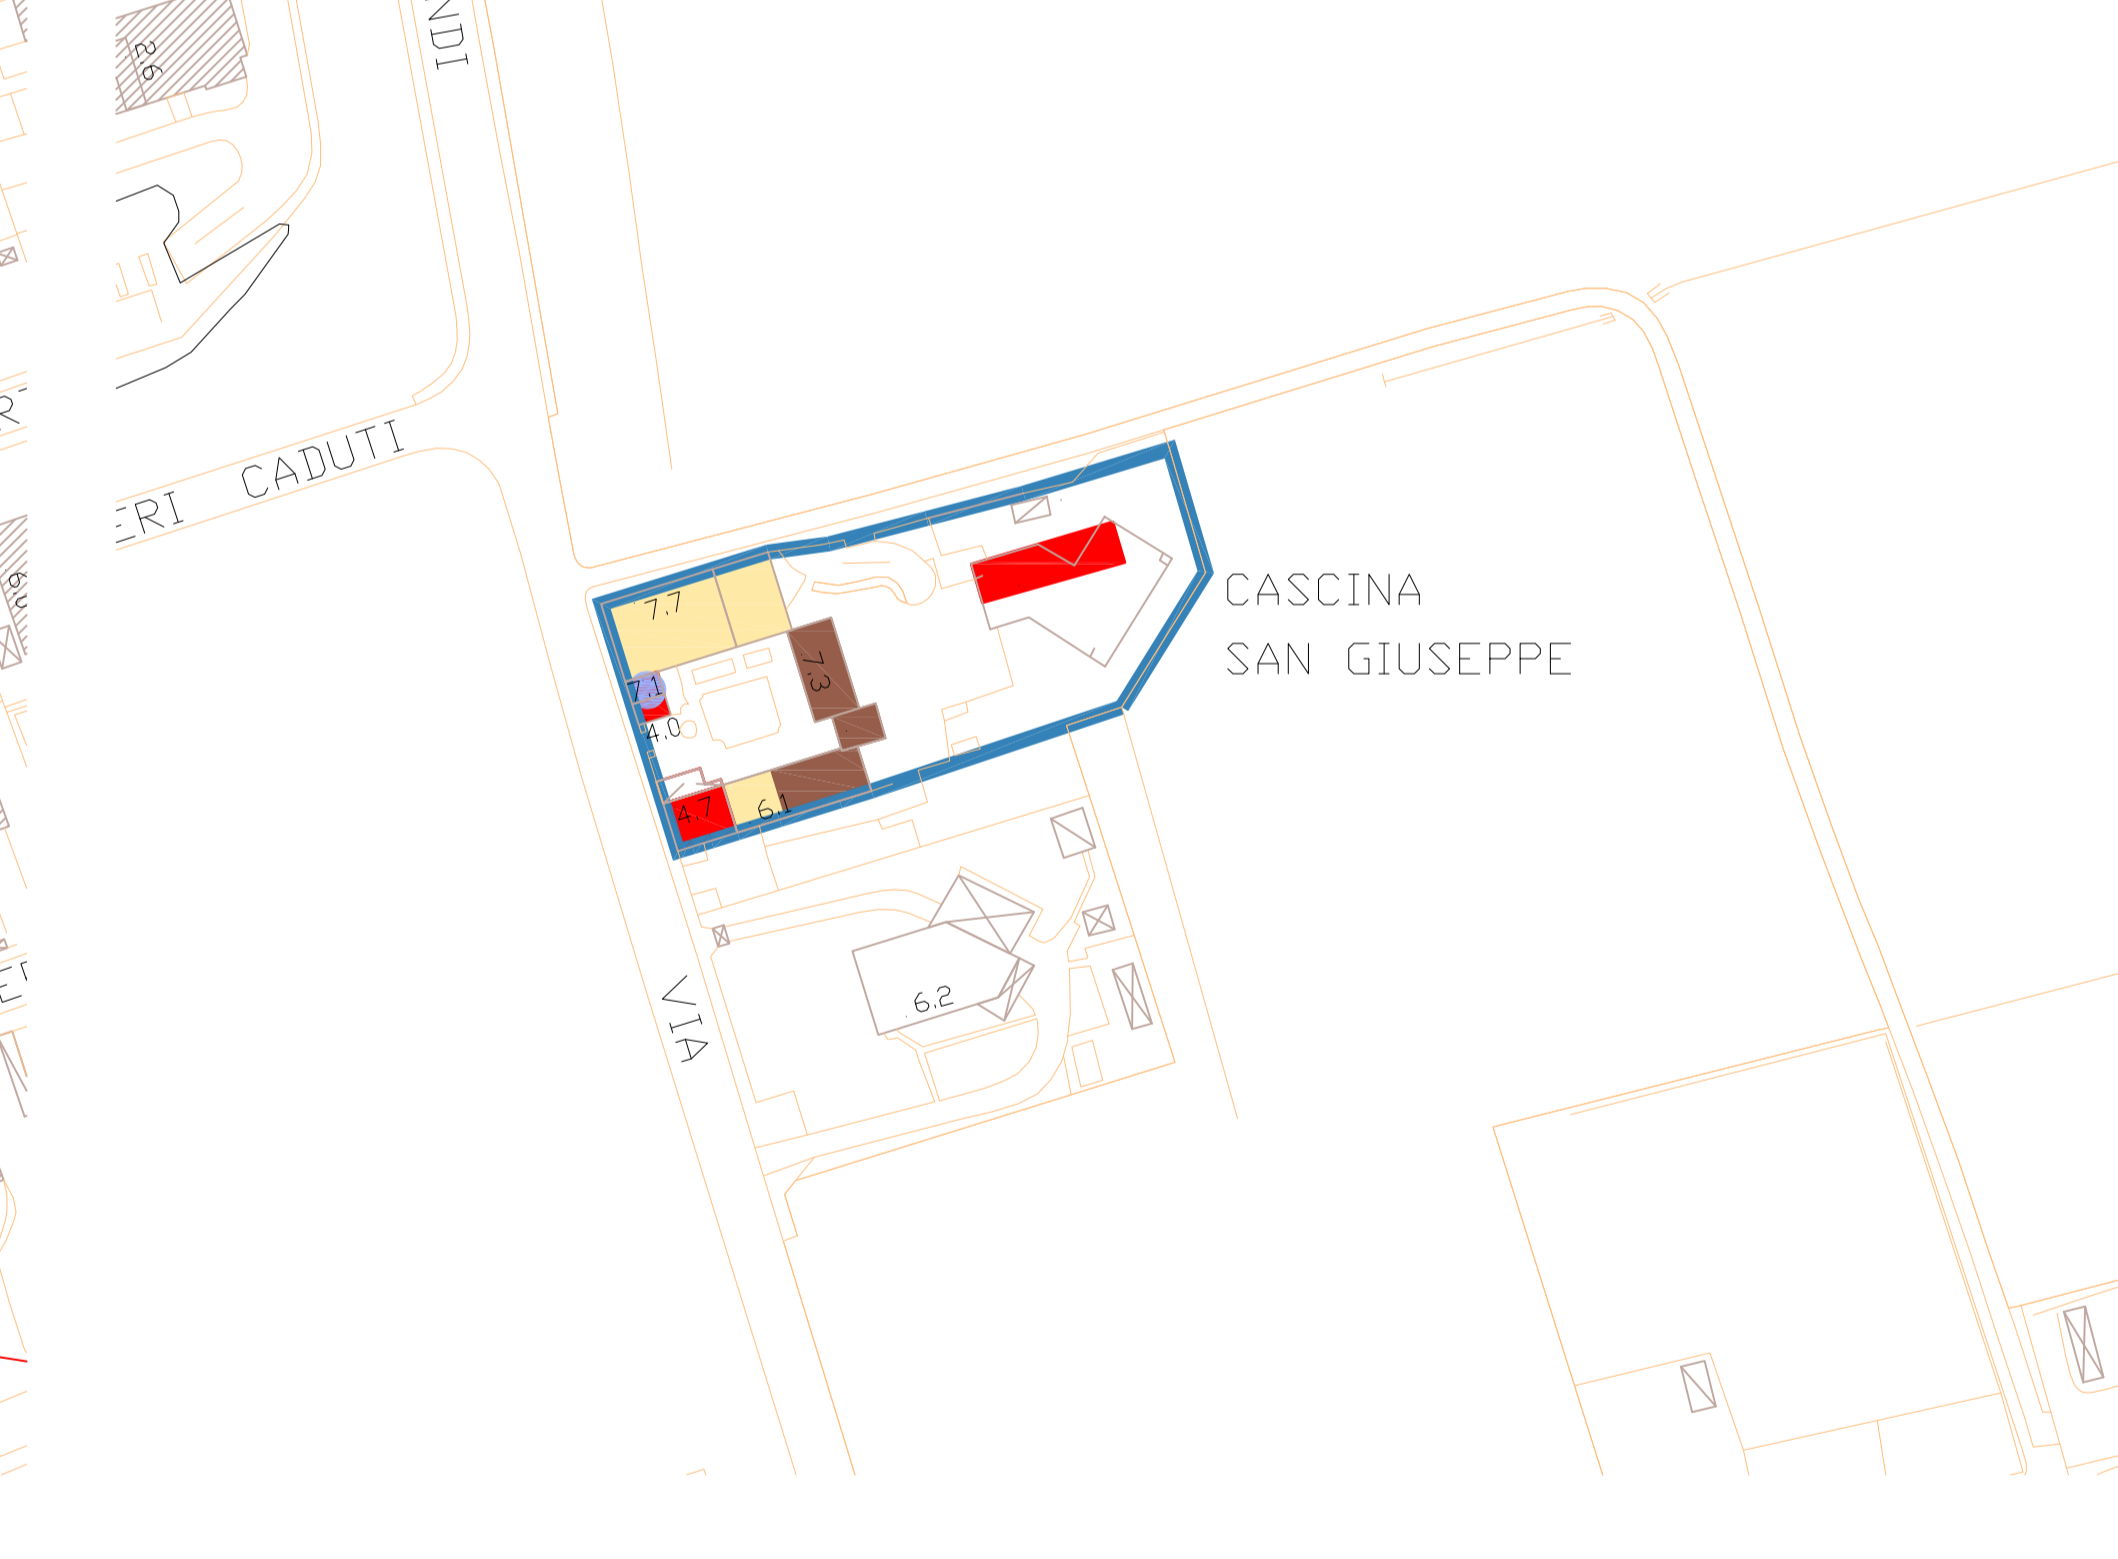 2.6
NDI
CADUTI
ERI
7.7
CASCINA
7.3
SAN GIUSEPPE
7.1
4.0
4.7
6.1
VIA
6.2